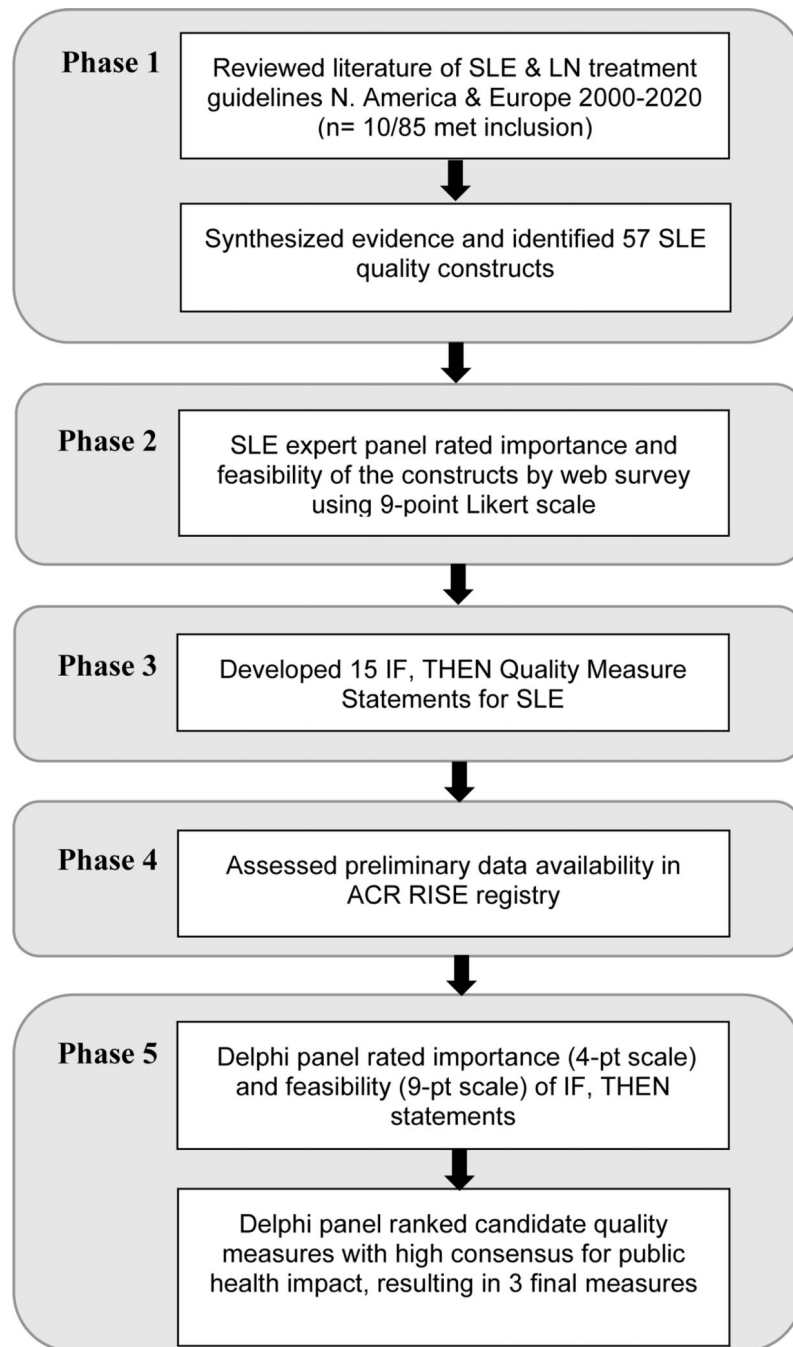 Phase 1
Reviewed literature of SLE & LN treatment
guidelines N. America & Europe 2000-2020
(n= 10/85 met inclusion)
Synthesized evidence and identified 57 SLE
quality constructs
Phase 2
SLE expert panel rated importance and
feasibility of the constructs by web survey
using 9-point Likert scale
Phase 3
Developed 15 IF, THEN Quality Measure
Statements for SLE
Phase 4
Assessed preliminary data availability in
ACR RISE registry
Phase 5
Delphi panel rated importance (4-pt scale)
and feasibility (9-pt scale) of IF, THEN
statements
Delphi panel ranked candidate quality
measures with high consensus for public
health impact, resulting in 3 final measures